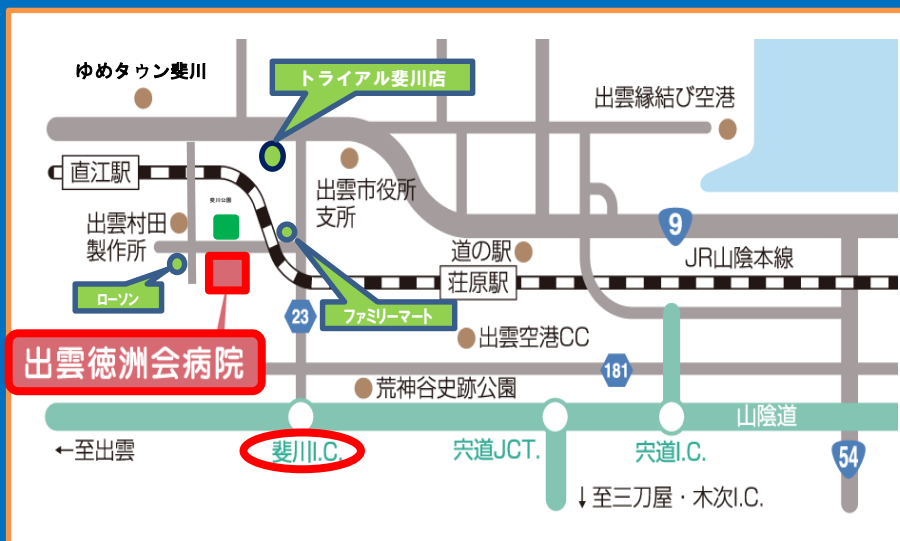 ゆめタウン斐川
トライアル斐川店
出雲縁結び空港
直江駅
斐川公園
出雲市役所
支所
出雲村田
製作所
9
道の駅
JR山陰本線
荘原駅
ローソン
23
ファミリーマート
出雲空港CC
出雲徳洲会病院
181
荒神谷史跡公園
山陰道
←至出雲
斐川I.C.
宍道JCT.
宍道I.C.
54
↓至三刀屋・木次I.C.